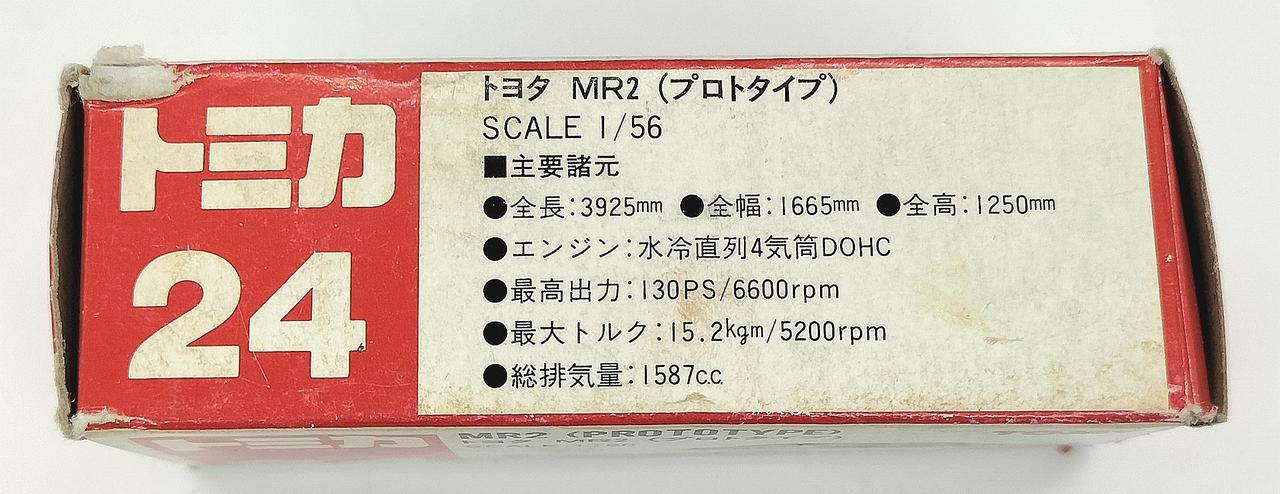 トミカ
24
トヨタ MR2 (プロトタイプ)
SCALE 1/56
■主要諸元
●全長:3925mm ●全幅:1665mm ●全高:1250mm
●エンジン:水冷直列4気筒DOHC
●最高出力:130PS/6600rpm
●最大トルク:15.2kgm/5200rpm
●総排気量:1587c.c.
トミカ
MR2 (PROTOTYPE)